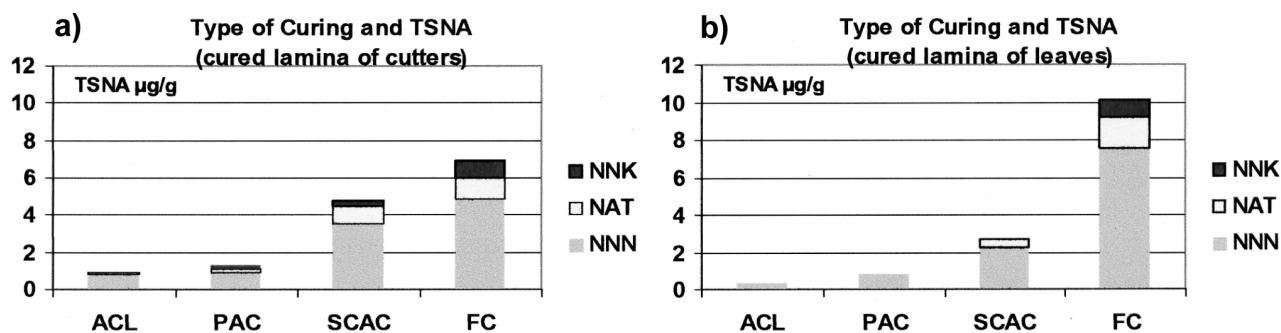 a)
Type of Curing and TSNA
(cured lamina of cutters)
TSNA µg/g
12
10
8
6
4
2
0
ACL PAC SCAC FC
NNK
NAT
NNN
b)
Type of Curing and TSNA
(cured lamina of leaves)
TSNA µg/g
12
10
8
6
4
2
0
ACL PAC SCAC FC
NNK
NAT
NNN